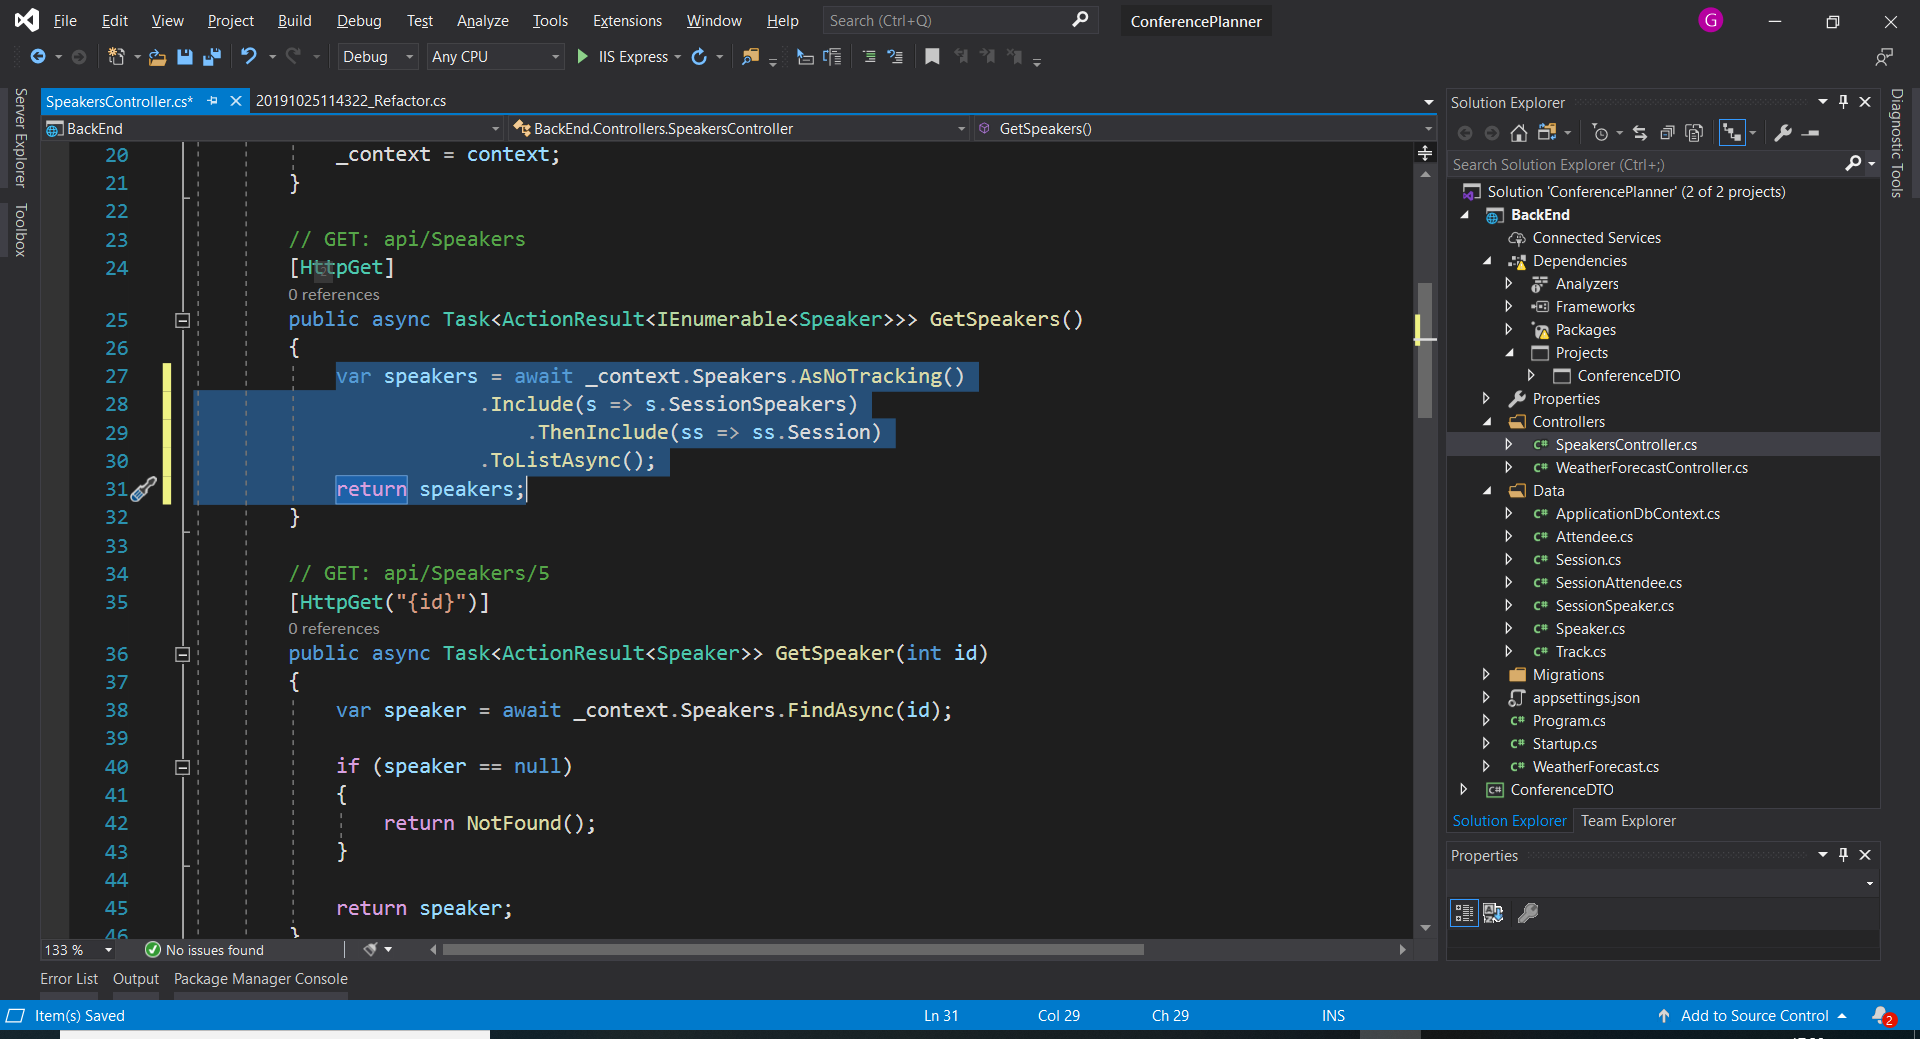 File Edit View Project Build Debug Test Analyze Tools Extensions Window Help Search (Ctrl+Q) ConferencePlanner G
Debug Any CPU IIS Express
Server Explorer
Toolbox
SpeakersController.cs* 20191025114322_Refactor.cs
BackEnd BackEnd.Controllers.SpeakersController GetSpeakers()
20 _context = context;
21 }
22
23 // GET: api/Speakers
24 [HttpGet]
0 references
25 public async Task<ActionResult<IEnumerable<Speaker>>> GetSpeakers()
26 {
27 var speakers = await _context.Speakers.AsNoTracking()
28 .Include(s => s.SessionSpeakers)
29 .ThenInclude(ss => ss.Session)
30 .ToListAsync();
31 return speakers;
32 }
33
34 // GET: api/Speakers/5
35 [HttpGet("{id}")]
0 references
36 public async Task<ActionResult<Speaker>> GetSpeaker(int id)
37 {
38 var speaker = await _context.Speakers.FindAsync(id);
39
40 if (speaker == null)
41 {
42 return NotFound();
43 }
44
45 return speaker;
46 }
133 % No issues found
Error List Output Package Manager Console
Solution Explorer
Search Solution Explorer (Ctrl+;)
Solution 'ConferencePlanner' (2 of 2 projects)
BackEnd
Connected Services
Dependencies
Analyzers
Frameworks
Packages
Projects
ConferenceDTO
Properties
Controllers
C# SpeakersController.cs
C# WeatherForecastController.cs
Data
C# ApplicationDbContext.cs
C# Attendee.cs
C# Session.cs
C# SessionAttendee.cs
C# SessionSpeaker.cs
C# Speaker.cs
C# Track.cs
Migrations
appsettings.json
C# Program.cs
C# Startup.cs
C# WeatherForecast.cs
C# ConferenceDTO
Solution Explorer Team Explorer
Properties
Diagnostic Tools
Item(s) Saved Ln 31 Col 29 Ch 29 INS Add to Source Control 2